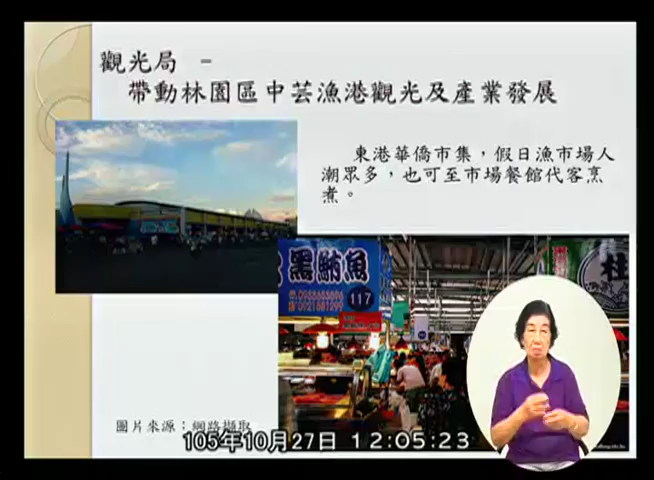 觀光局 -
帶動林園區中芸漁港觀光及產業發展
東港華僑市集，假日漁市場人
潮眾多，也可至市場餐館代客烹
煮。
黑鮪魚
117
圖片來源：網路擷取
105年10月27日 12:05:23